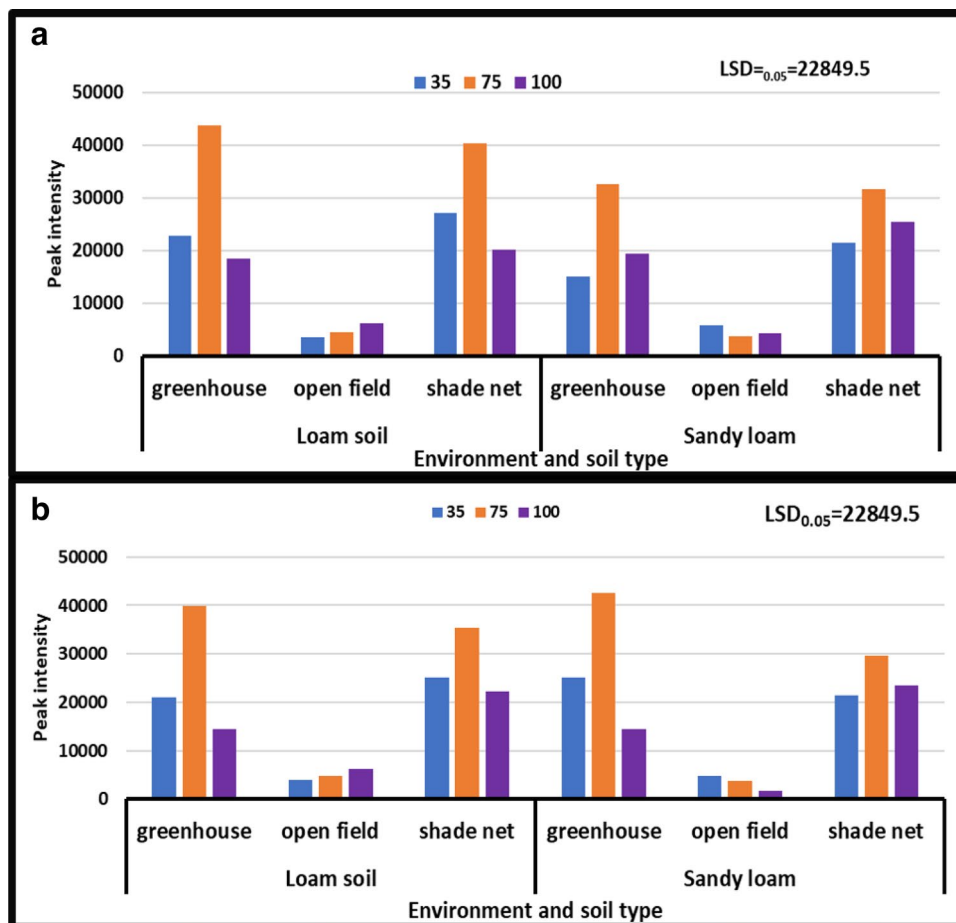 a
LSD=0.05=22849.5
35 75 100
50000
40000
30000
20000
10000
0
Peak intensity
greenhouse open field shade net greenhouse open field shade net
Loam soil Sandy loam
Environment and soil type
b
LSD0.05=22849.5
35 75 100
50000
40000
30000
20000
10000
0
Peak intensity
greenhouse open field shade net greenhouse open field shade net
Loam soil Sandy loam
Environment and soil type